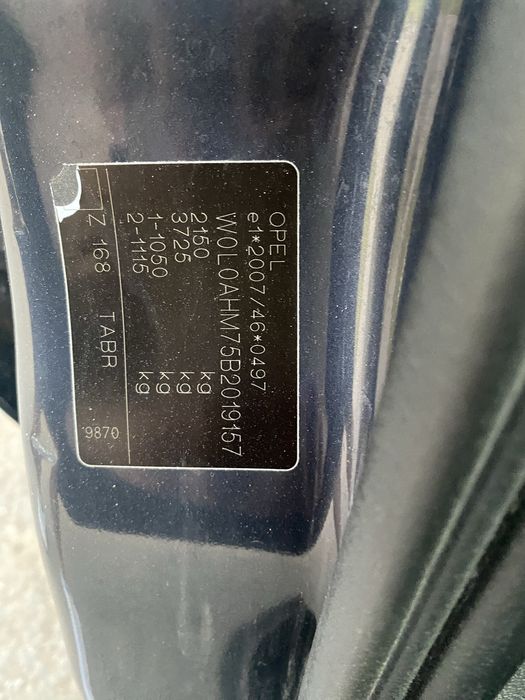 OPEL
e1*2007/46*0497
W0L0AHM75B2019157
2150 kg
3725 kg
1-1050 kg
2-1115 kg
Z 168 TABR 9870